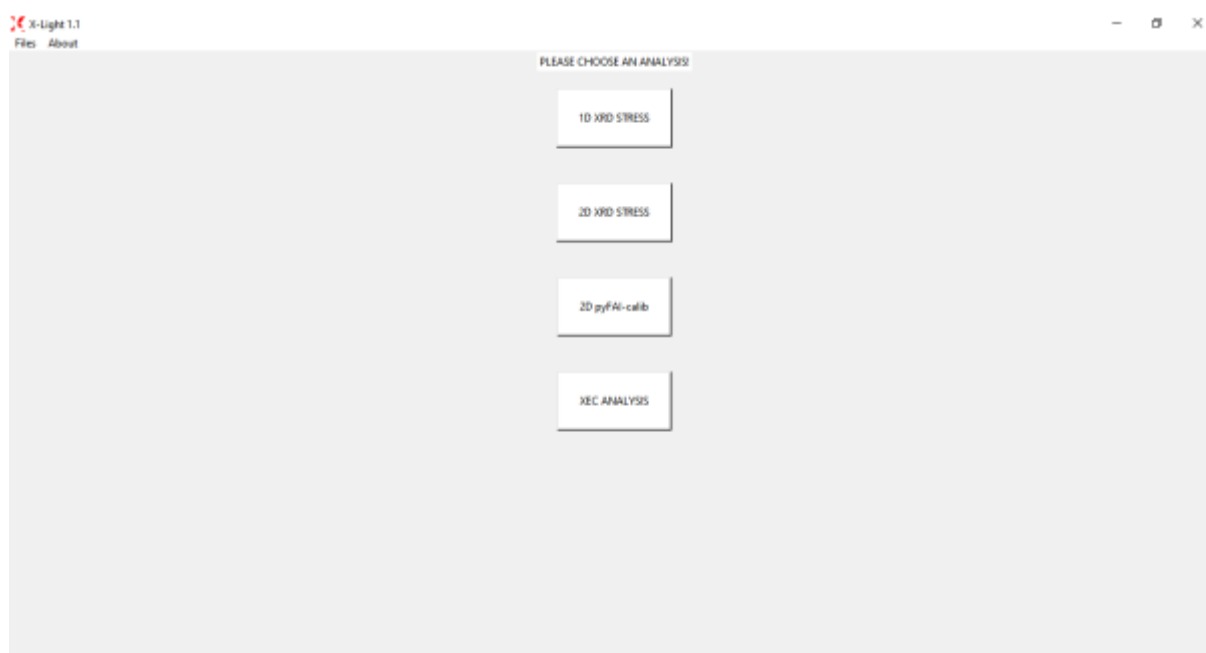 X-Light 1.1
Files About
PLEASE CHOOSE AN ANALYSIS!
1D XRD STRESS
2D XRD STRESS
2D pyFAI-calib
XEC ANALYSIS